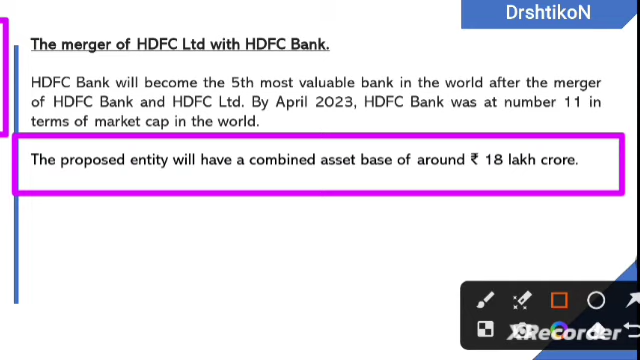 DrshtikoN
The merger of HDFC Ltd with HDFC Bank.
HDFC Bank will become the 5th most valuable bank in the world after the merger
of HDFC Bank and HDFC Ltd. By April 2023, HDFC Bank was at number 11 in
terms of market cap in the world.
The proposed entity will have a combined asset base of around ₹ 18 lakh crore.
XRecorder